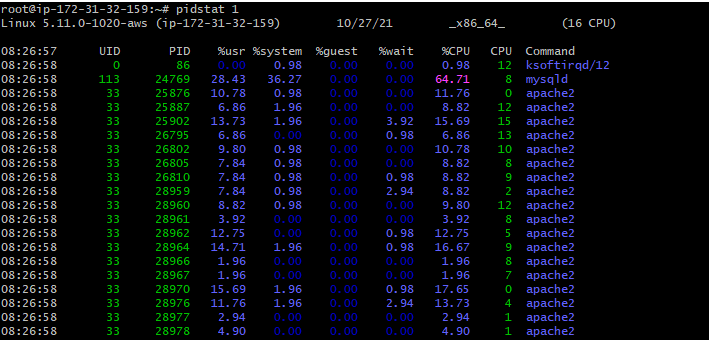 root@ip-172-31-32-159:~# pidstat 1
Linux 5.11.0-1020-aws (ip-172-31-32-159) 10/27/21 _x86_64_ (16 CPU)
08:26:57 UID PID %usr %system %guest %wait %CPU CPU Command
08:26:58 0 86 0.00 0.98 0.00 0.00 0.98 12 ksoftirqd/12
08:26:58 113 24769 28.43 36.27 0.00 0.00 64.71 8 mysqld
08:26:58 33 25876 10.78 0.98 0.00 0.00 11.76 0 apache2
08:26:58 33 25887 6.86 1.96 0.00 0.00 8.82 12 apache2
08:26:58 33 25902 13.73 1.96 0.00 3.92 15.69 15 apache2
08:26:58 33 26795 6.86 0.00 0.00 0.98 6.86 13 apache2
08:26:58 33 26802 9.80 0.98 0.00 0.00 10.78 10 apache2
08:26:58 33 26805 7.84 0.98 0.00 0.00 8.82 8 apache2
08:26:58 33 26810 7.84 0.98 0.00 0.98 8.82 9 apache2
08:26:58 33 28959 7.84 0.98 0.00 2.94 8.82 2 apache2
08:26:58 33 28960 8.82 0.98 0.00 0.00 9.80 12 apache2
08:26:58 33 28961 3.92 0.00 0.00 0.00 3.92 8 apache2
08:26:58 33 28962 12.75 0.00 0.00 0.98 12.75 5 apache2
08:26:58 33 28964 14.71 1.96 0.00 0.98 16.67 9 apache2
08:26:58 33 28966 1.96 0.00 0.00 0.00 1.96 8 apache2
08:26:58 33 28967 1.96 0.00 0.00 0.00 1.96 7 apache2
08:26:58 33 28970 15.69 1.96 0.00 0.98 17.65 0 apache2
08:26:58 33 28976 11.76 1.96 0.00 2.94 13.73 4 apache2
08:26:58 33 28977 2.94 0.00 0.00 0.00 2.94 1 apache2
08:26:58 33 28978 4.90 0.00 0.00 0.00 4.90 1 apache2